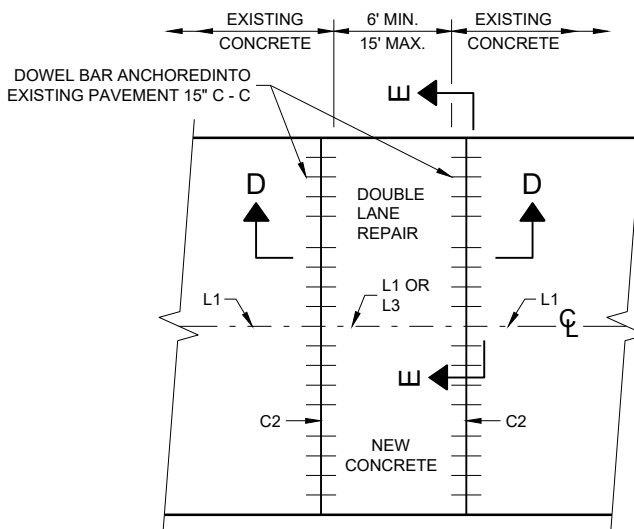 EXISTING
CONCRETE
6' MIN.
15' MAX.
EXISTING
CONCRETE
DOWEL BAR ANCHOREDINTO
EXISTING PAVEMENT 15" C - C
E
D
DOUBLE
LANE
REPAIR
D
L1
L1 OR
L3
L1
℄
E
C2
C2
NEW
CONCRETE